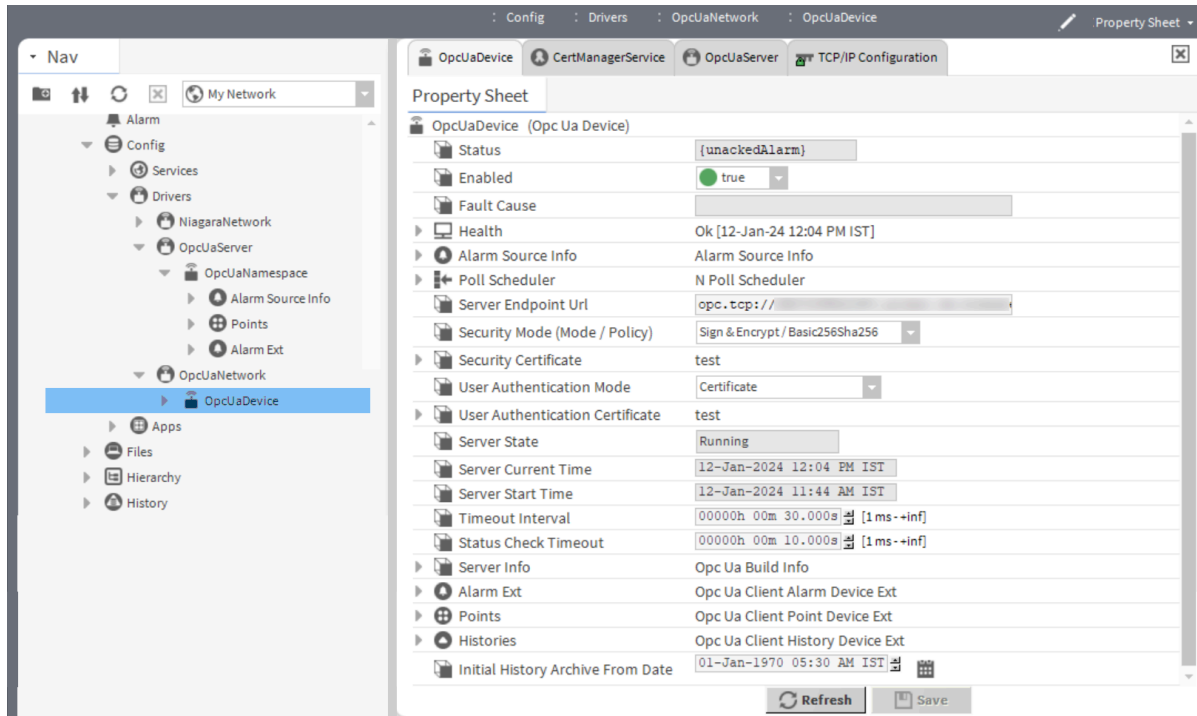 : Config : Drivers : OpcUaNetwork : OpcUaDevice Property Sheet
Nav
My Network
Alarm
Config
Services
Drivers
NiagaraNetwork
OpcUaServer
OpcUaNamespace
Alarm Source Info
Points
Alarm Ext
OpcUaNetwork
OpcUaDevice
Apps
Files
Hierarchy
History
OpcUaDevice CertManagerService OpcUaServer TCP/IP Configuration
Property Sheet
OpcUaDevice (Opc Ua Device)
Status {unackedAlarm}
Enabled true
Fault Cause
Health Ok [12-Jan-24 12:04 PM IST]
Alarm Source Info Alarm Source Info
Poll Scheduler N Poll Scheduler
Server Endpoint Url opc.tcp://
Security Mode (Mode / Policy) Sign & Encrypt / Basic256Sha256
Security Certificate test
User Authentication Mode Certificate
User Authentication Certificate test
Server State Running
Server Current Time 12-Jan-2024 12:04 PM IST
Server Start Time 12-Jan-2024 11:44 AM IST
Timeout Interval 00000h 00m 30.000s [1 ms - +inf]
Status Check Timeout 00000h 00m 10.000s [1 ms - +inf]
Server Info Opc Ua Build Info
Alarm Ext Opc Ua Client Alarm Device Ext
Points Opc Ua Client Point Device Ext
Histories Opc Ua Client History Device Ext
Initial History Archive From Date 01-Jan-1970 05:30 AM IST
Refresh Save